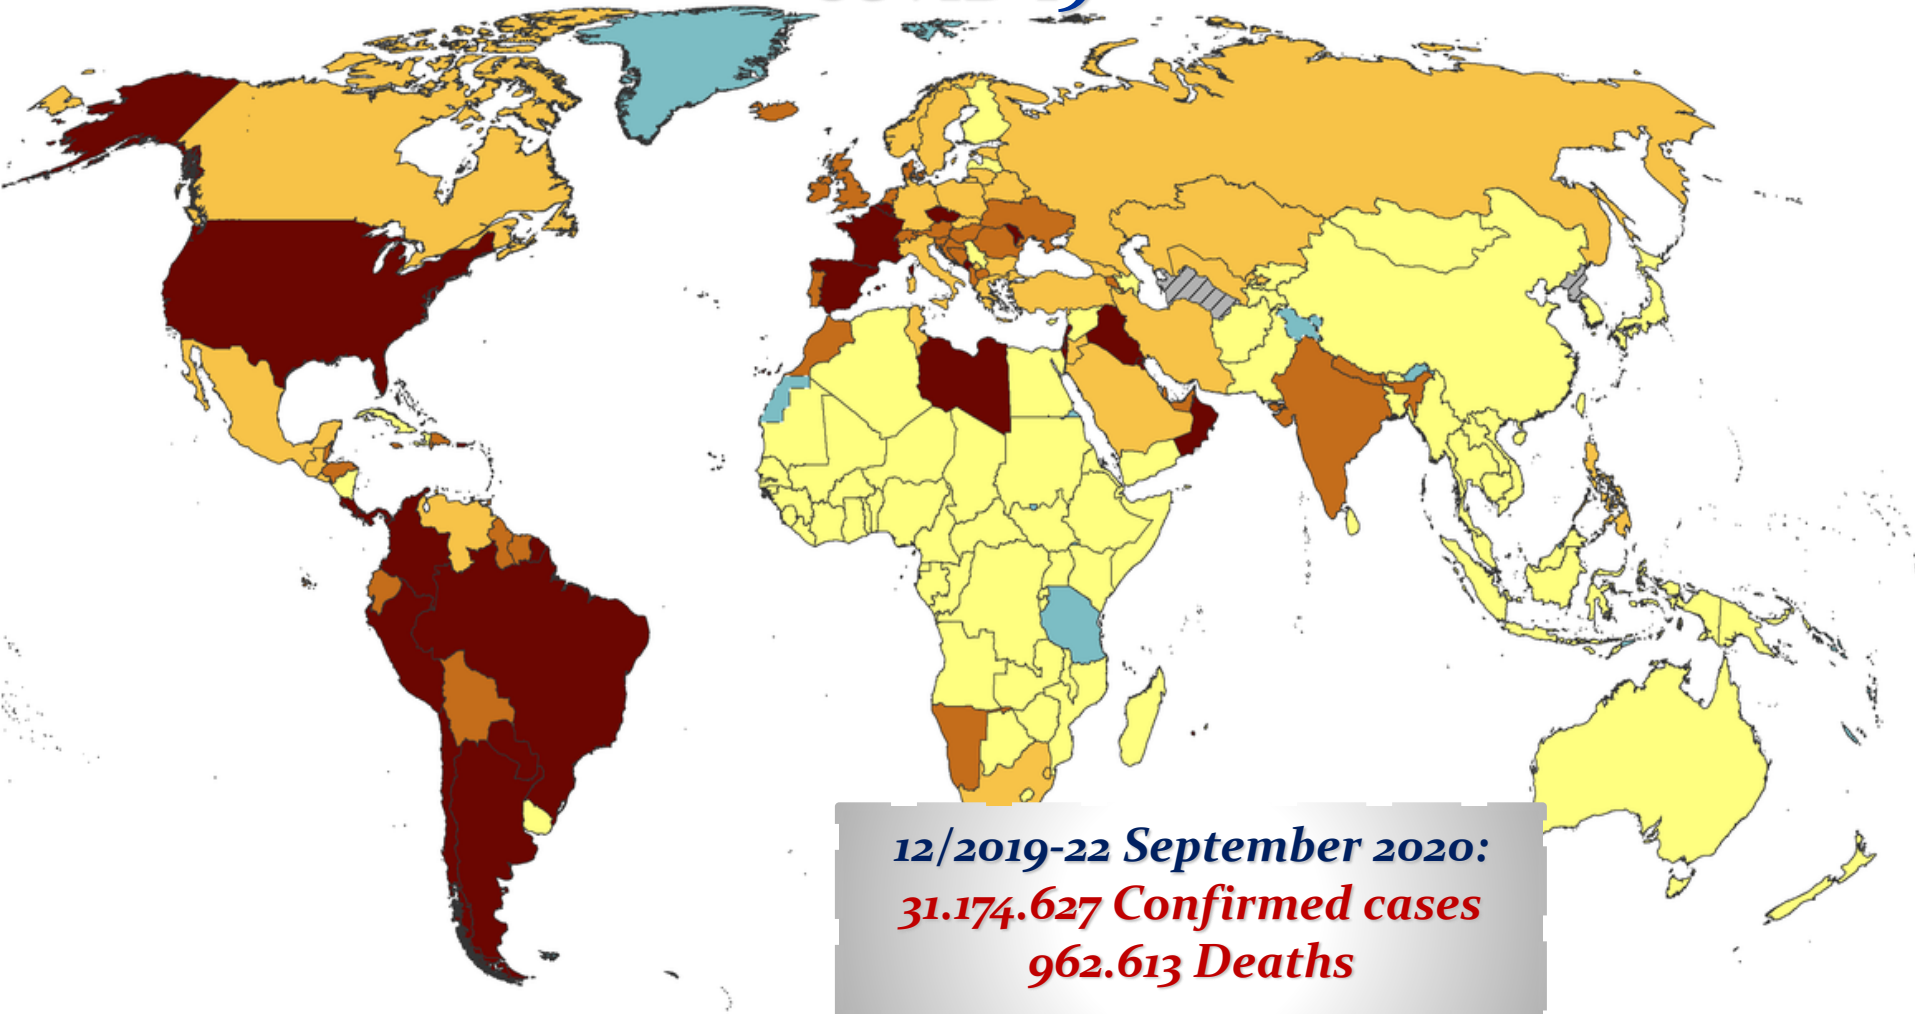 12/2019-22 September 2020:
31.174.627 Confirmed cases
962.613 Deaths